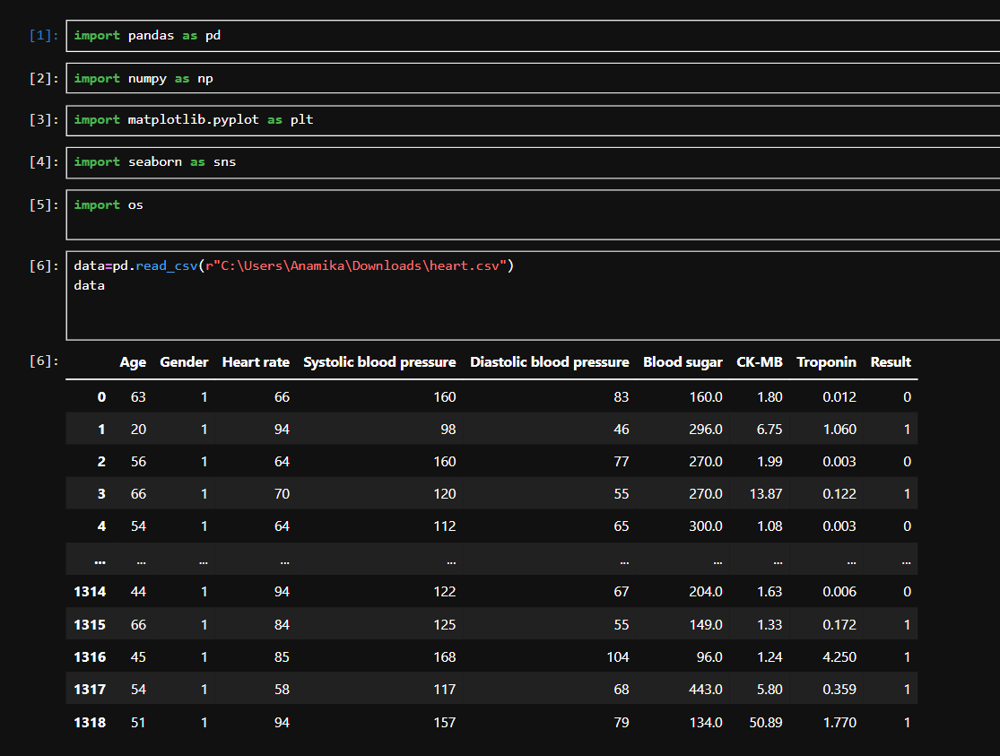 [1]: import pandas as pd
[2]: import numpy as np
[3]: import matplotlib.pyplot as plt
[4]: import seaborn as sns
[5]: import os
[6]: data=pd.read_csv(r"C:\Users\Anamika\Downloads\heart.csv")
data
[6]: Age Gender Heart rate Systolic blood pressure Diastolic blood pressure Blood sugar CK-MB Troponin Result
0 63 1 66 160 83 160.0 1.80 0.012 0
1 20 1 94 98 46 296.0 6.75 1.060 1
2 56 1 64 160 77 270.0 1.99 0.003 0
3 66 1 70 120 55 270.0 13.87 0.122 1
4 54 1 64 112 65 300.0 1.08 0.003 0
... ... ... ... ... ... ... ... ... ...
1314 44 1 94 122 67 204.0 1.63 0.006 0
1315 66 1 84 125 55 149.0 1.33 0.172 1
1316 45 1 85 168 104 96.0 1.24 4.250 1
1317 54 1 58 117 68 443.0 5.80 0.359 1
1318 51 1 94 157 79 134.0 50.89 1.770 1